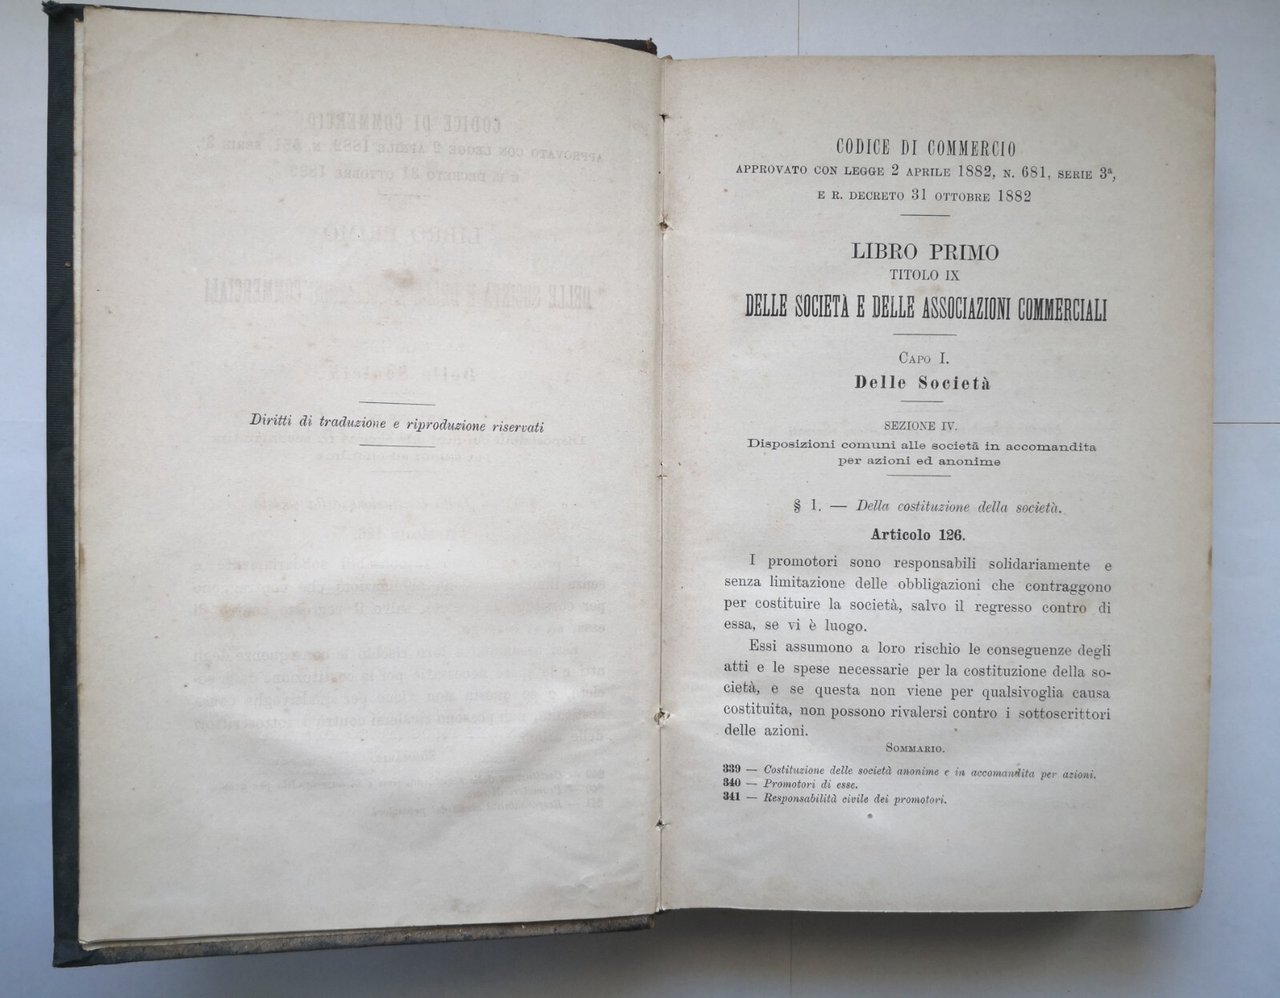 Diritti di traduzione e riproduzione riservati
CODICE DI COMMERCIO
APPROVATO CON LEGGE 2 APRILE 1882, N. 681, SERIE 3ª,
E R. DECRETO 31 OTTOBRE 1882
LIBRO PRIMO
TITOLO IX
DELLE SOCIETÀ E DELLE ASSOCIAZIONI COMMERCIALI
CAPO I.
Delle Società
SEZIONE IV.
Disposizioni comuni alle società in accomandita
per azioni ed anonime
§ 1. — Della costituzione della società.
Articolo 126.
I promotori sono responsabili solidariamente e
senza limitazione delle obbligazioni che contraggono
per costituire la società, salvo il regresso contro di
essa, se vi è luogo.
Essi assumono a loro rischio le conseguenze degli
atti e le spese necessarie per la costituzione della so-
cietà, e se questa non viene per qualsivoglia causa
costituita, non possono rivalersi contro i sottoscrittori
delle azioni.
SOMMARIO.
339 — Costituzione delle società anonime e in accomandita per azioni.
340 — Promotori di esse.
341 — Responsabilità civile dei promotori.